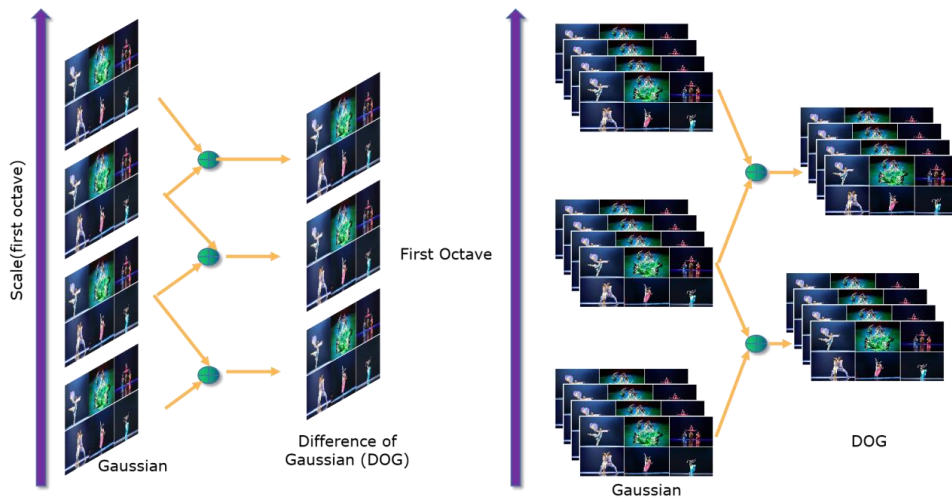 Scale(first octave)
Gaussian
Difference of
Gaussian (DOG)
First Octave
Gaussian
DOG